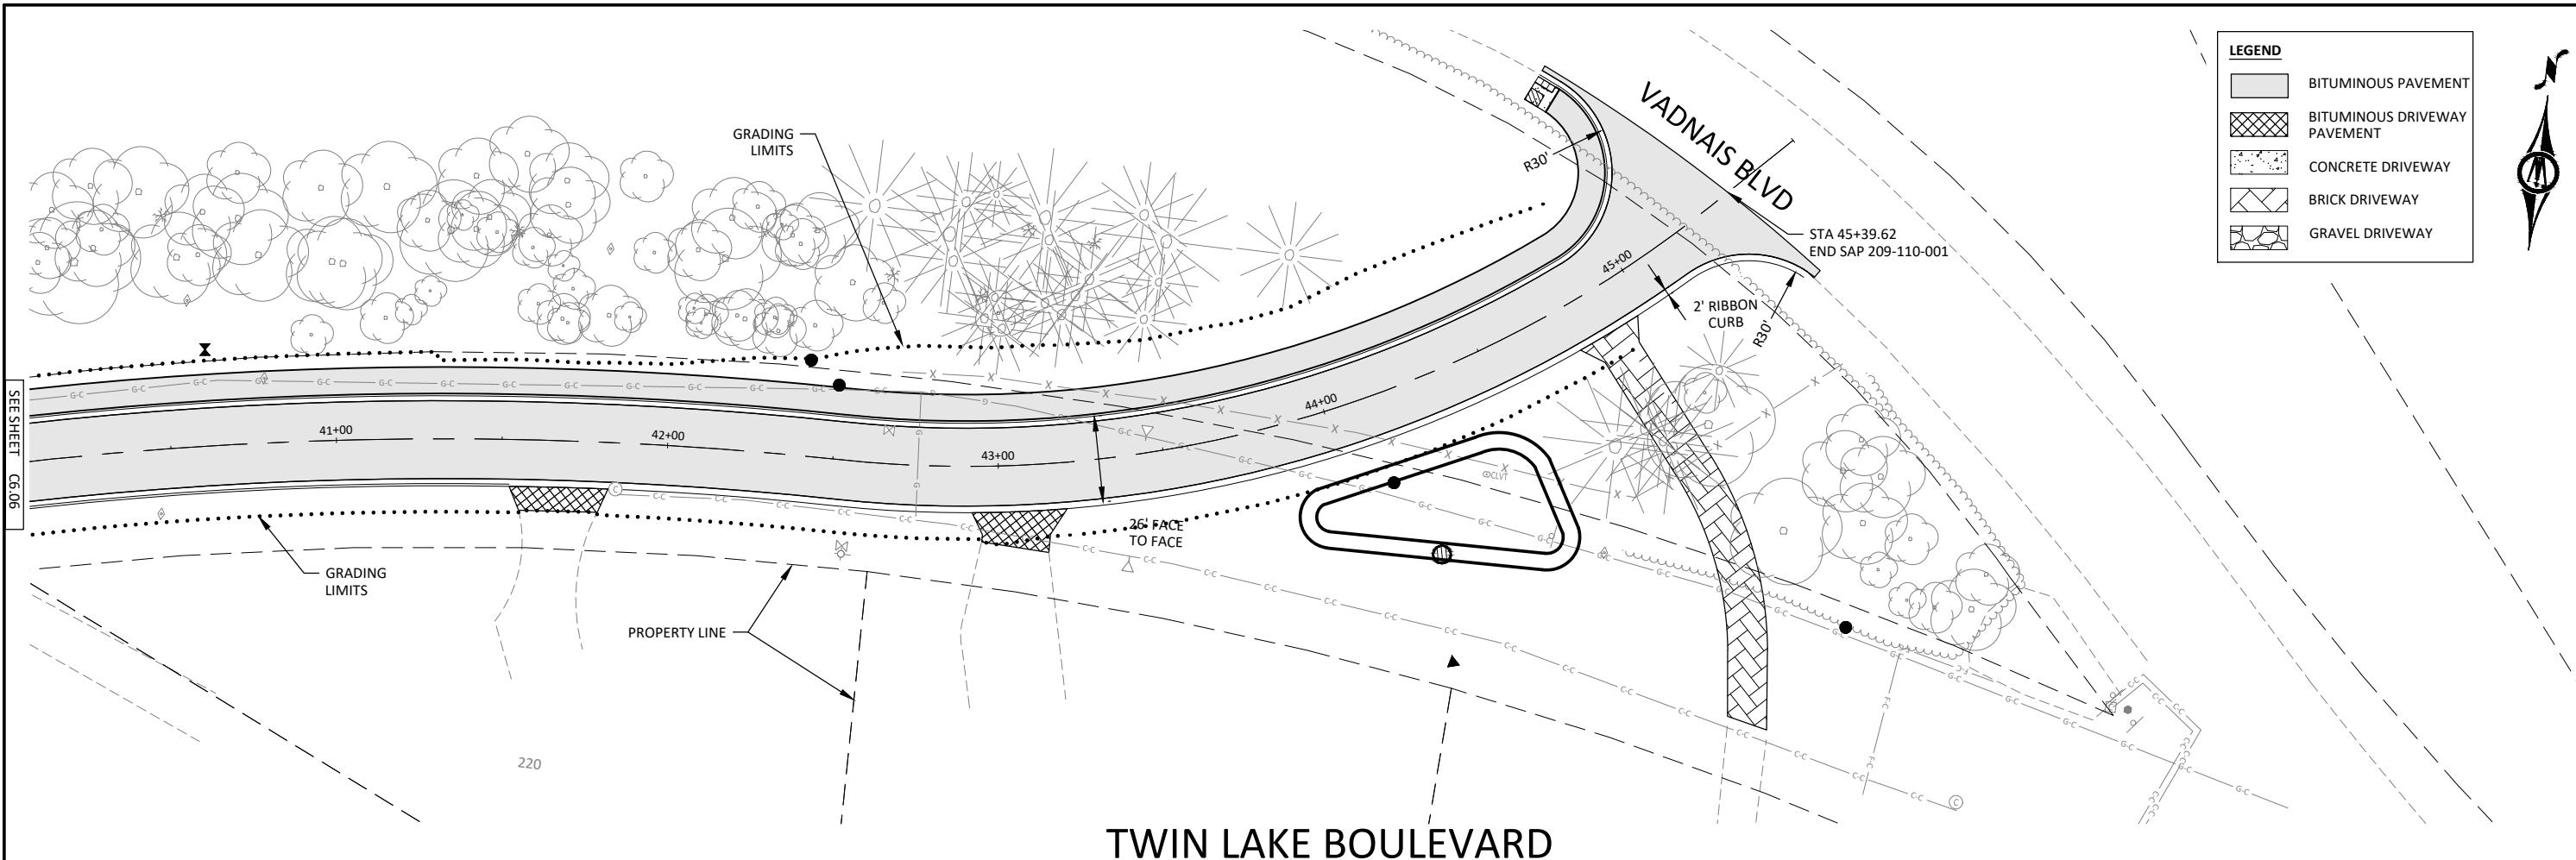 LEGEND
BITUMINOUS PAVEMENT
BITUMINOUS DRIVEWAY
PAVEMENT
CONCRETE DRIVEWAY
BRICK DRIVEWAY
GRAVEL DRIVEWAY
N
VADNAIS BLVD
GRADING
LIMITS
R30'
STA 45+39.62
END SAP 209-110-001
45+00
2' RIBBON
CURB
R30'
SEE SHEET C6.06
41+00
42+00
43+00
44+00
26' FACE
TO FACE
CLVT
GRADING
LIMITS
PROPERTY LINE
220
G-C
C-C
F-C
G
X
C
TWIN LAKE BOULEVARD